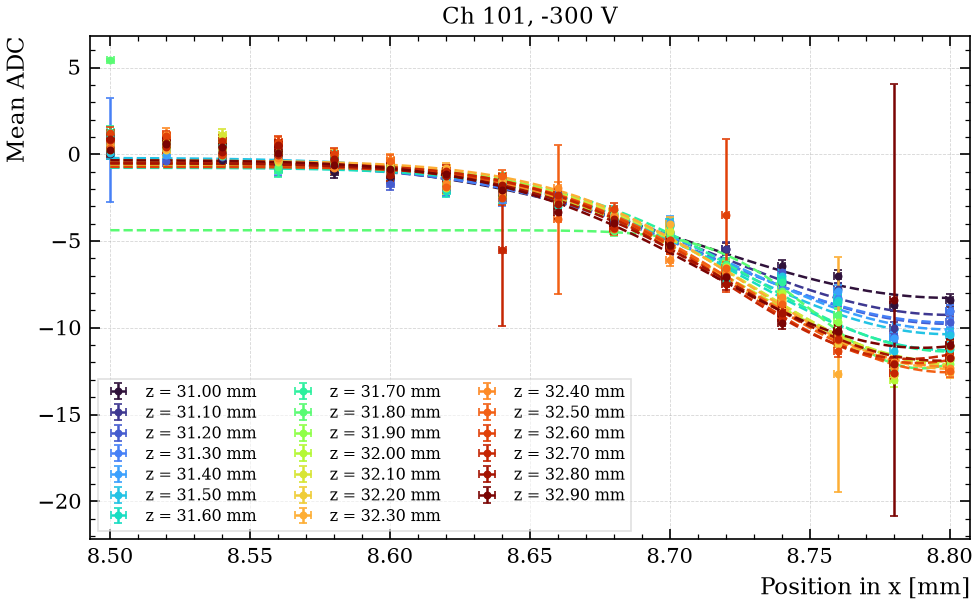 Ch 101, -300 V
Mean ADC
5
0
−5
−10
−15
−20
z = 31.00 mm
z = 31.10 mm
z = 31.20 mm
z = 31.30 mm
z = 31.40 mm
z = 31.50 mm
z = 31.60 mm
z = 31.70 mm
z = 31.80 mm
z = 31.90 mm
z = 32.00 mm
z = 32.10 mm
z = 32.20 mm
z = 32.30 mm
z = 32.40 mm
z = 32.50 mm
z = 32.60 mm
z = 32.70 mm
z = 32.80 mm
z = 32.90 mm
8.50 8.55 8.60 8.65 8.70 8.75 8.80
Position in x [mm]